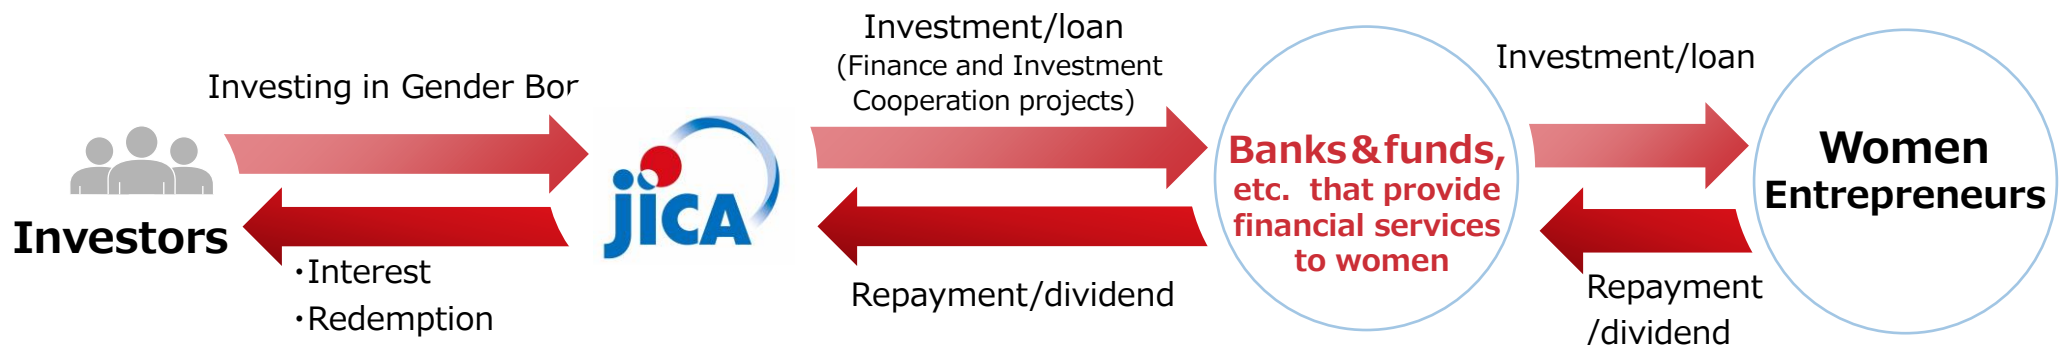 Investing in Gender
Investors
・Interest
・Redemption
jICA
Investment/loan
(Finance and Investment
Cooperation projects)
Repayment/dividend
Banks&funds,
etc. that provide
financial services
to women
Investment/loan
Repayment
/dividend
Women
Entrepreneurs